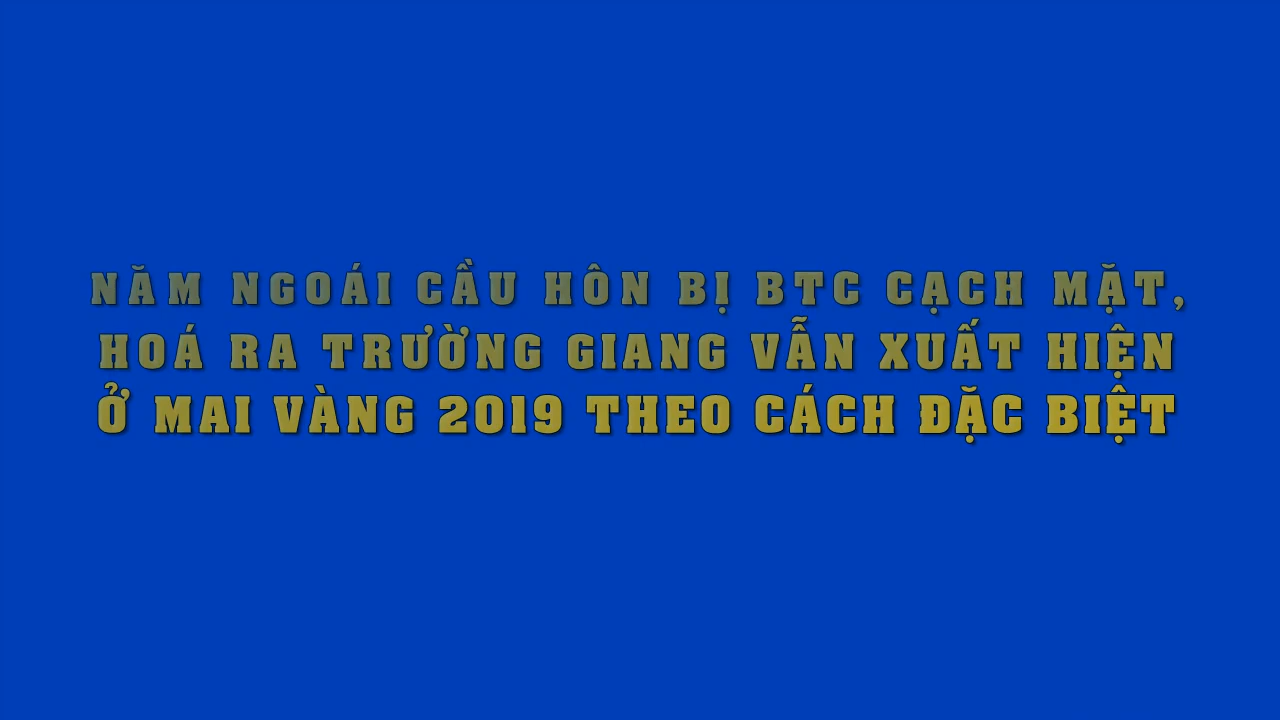 NĂM NGOÁI CẦU HÔN BỊ BTC CẠCH MẶT,
HOÁ RA TRƯỜNG GIANG VẪN XUẤT HIỆN
Ở MAI VÀNG 2019 THEO CÁCH ĐẶC BIỆT